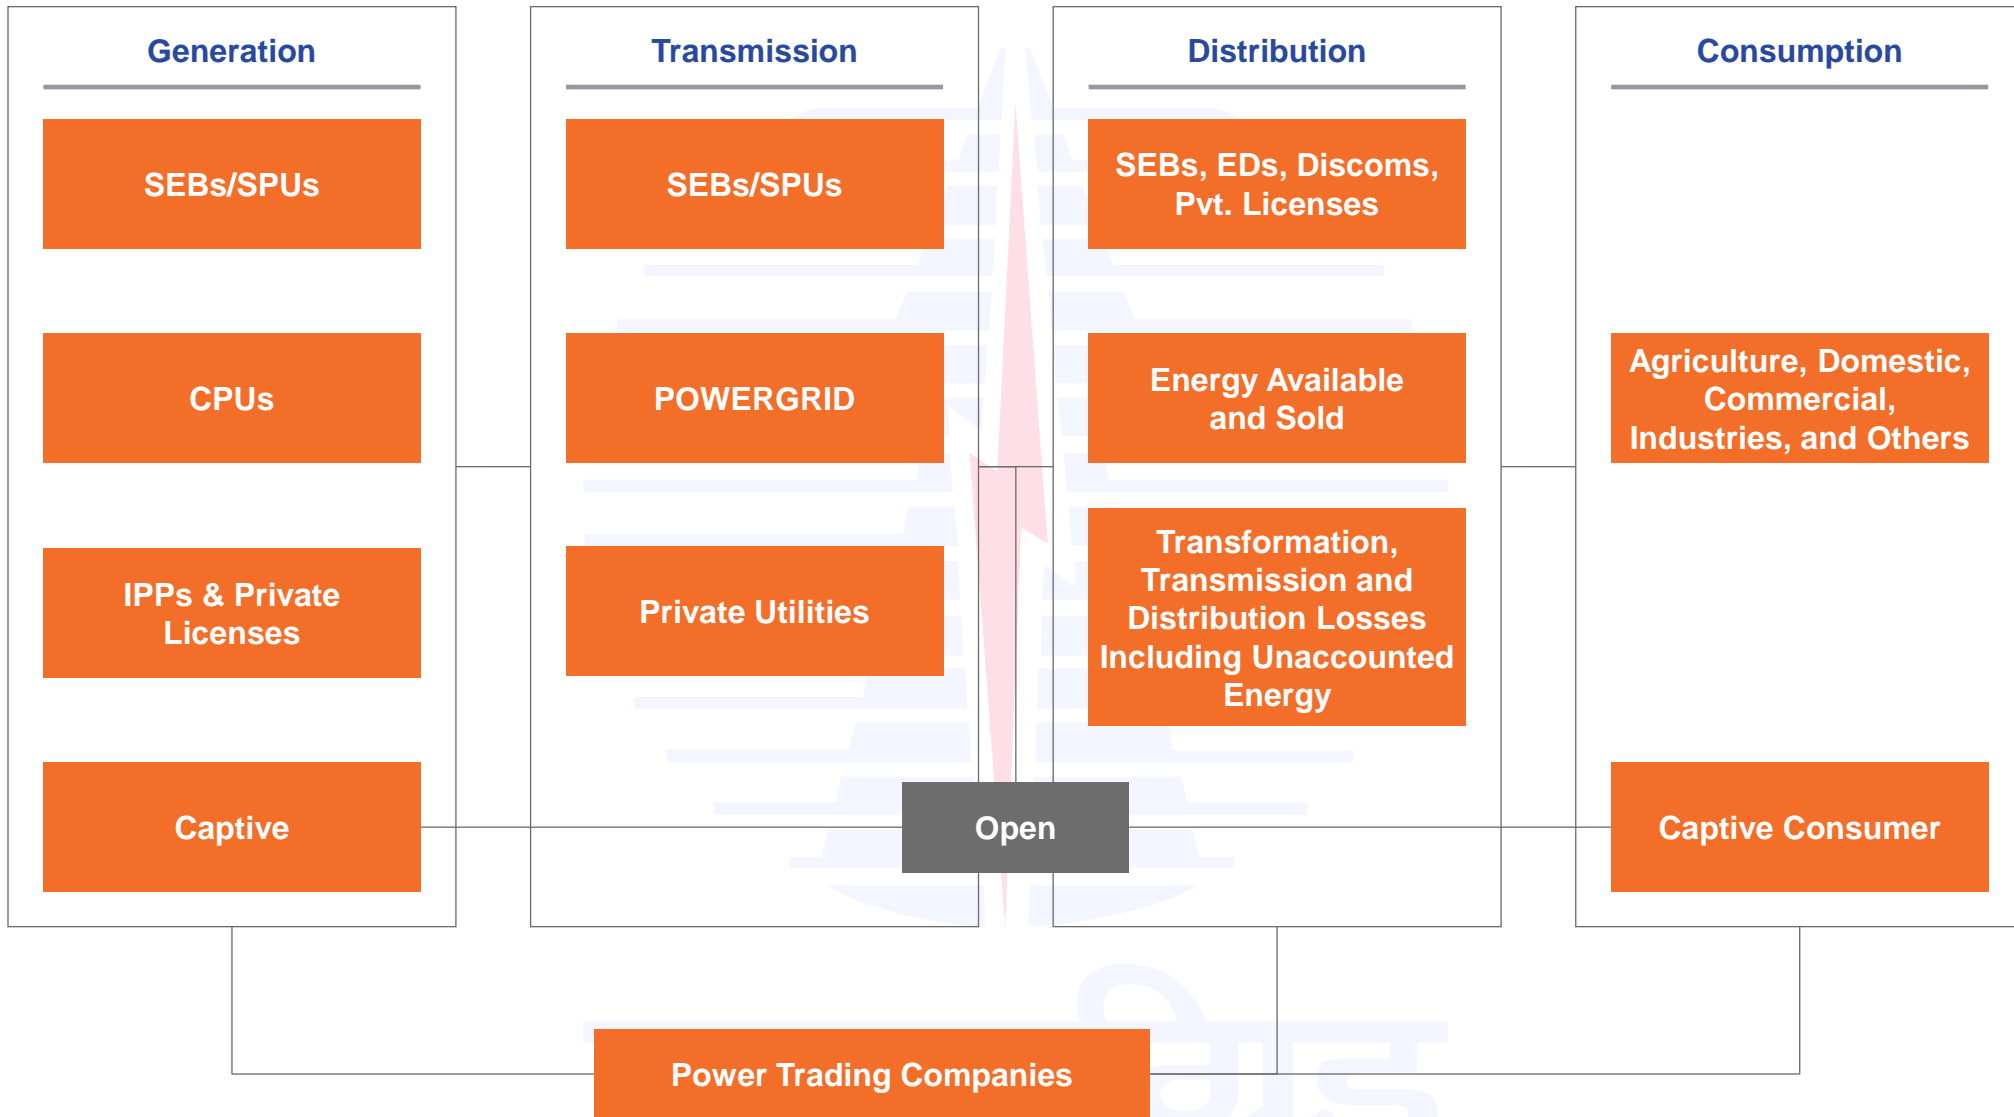 Generation
SEBs/SPUs
CPUs
IPPs & Private
Licenses
Captive
Transmission
SEBs/SPUs
POWERGRID
Private Utilities
Open
Distribution
SEBs, EDs, Discoms,
Pvt. Licenses
Energy Available
and Sold
Transformation,
Transmission and
Distribution Losses
Including Unaccounted
Energy
Consumption
Agriculture, Domestic,
Commercial,
Industries, and Others
Captive Consumer
Power Trading Companies